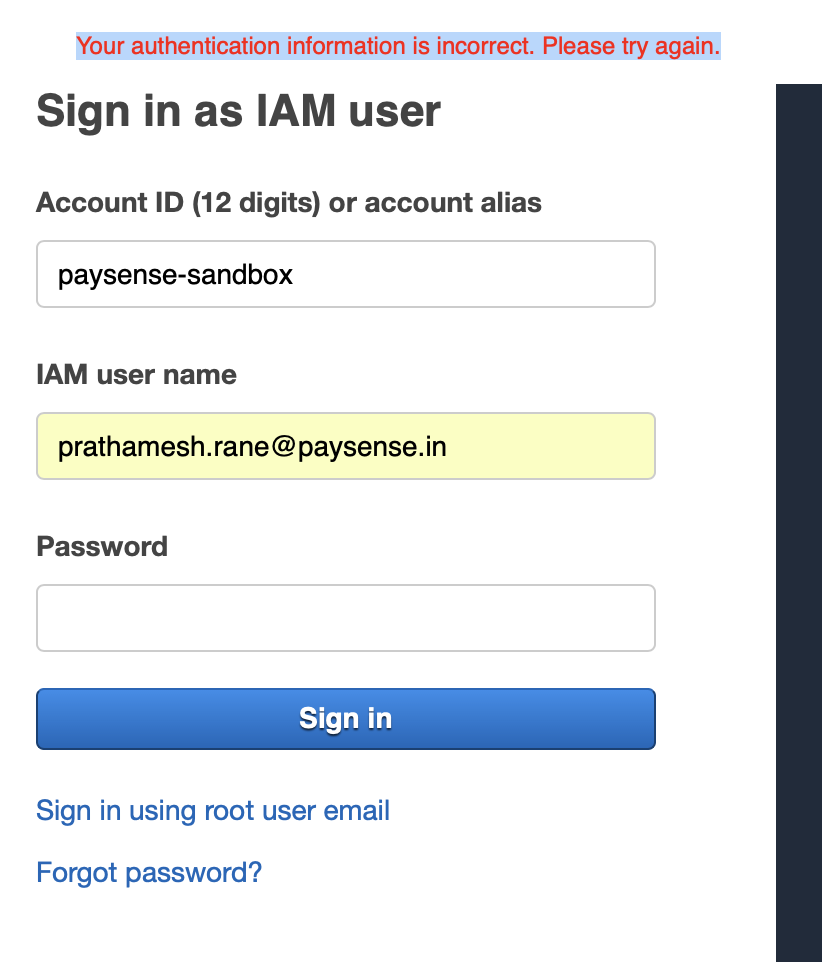 Your authentication information is incorrect. Please try again.
Sign in as IAM user
Account ID (12 digits) or account alias
paysense-sandbox
IAM user name
prathamesh.rane@paysense.in
Password
Sign in
Sign in using root user email
Forgot password?